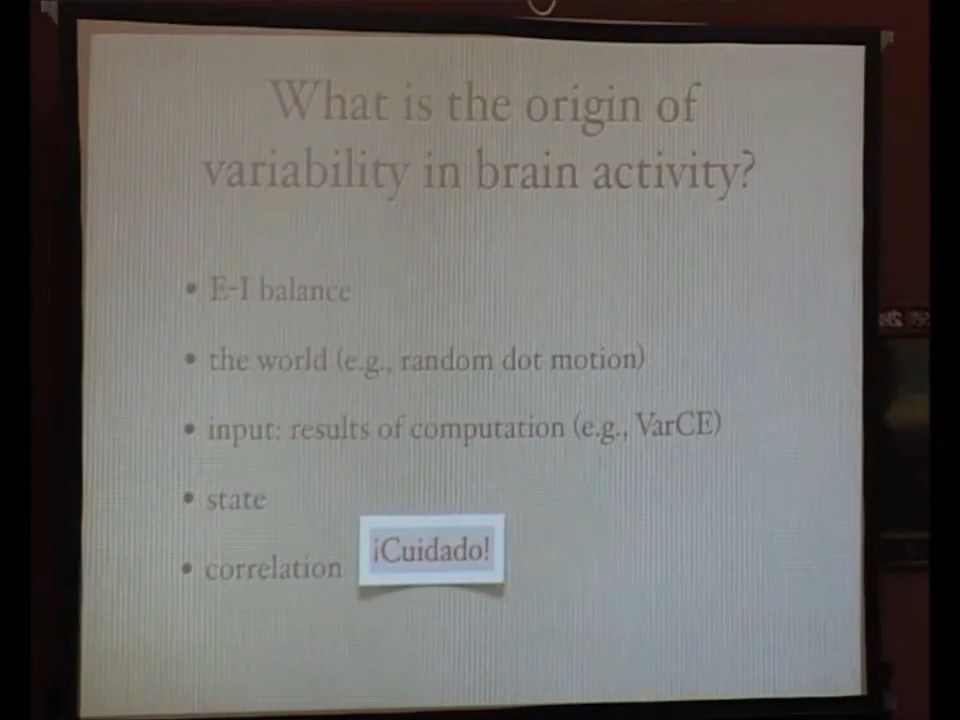 What is the origin of
variability in brain activity?
• E-I balance
• the world (e.g., random dot motion)
• input: results of computation (e.g., VarCE)
• state
• correlation
¡Cuidado!